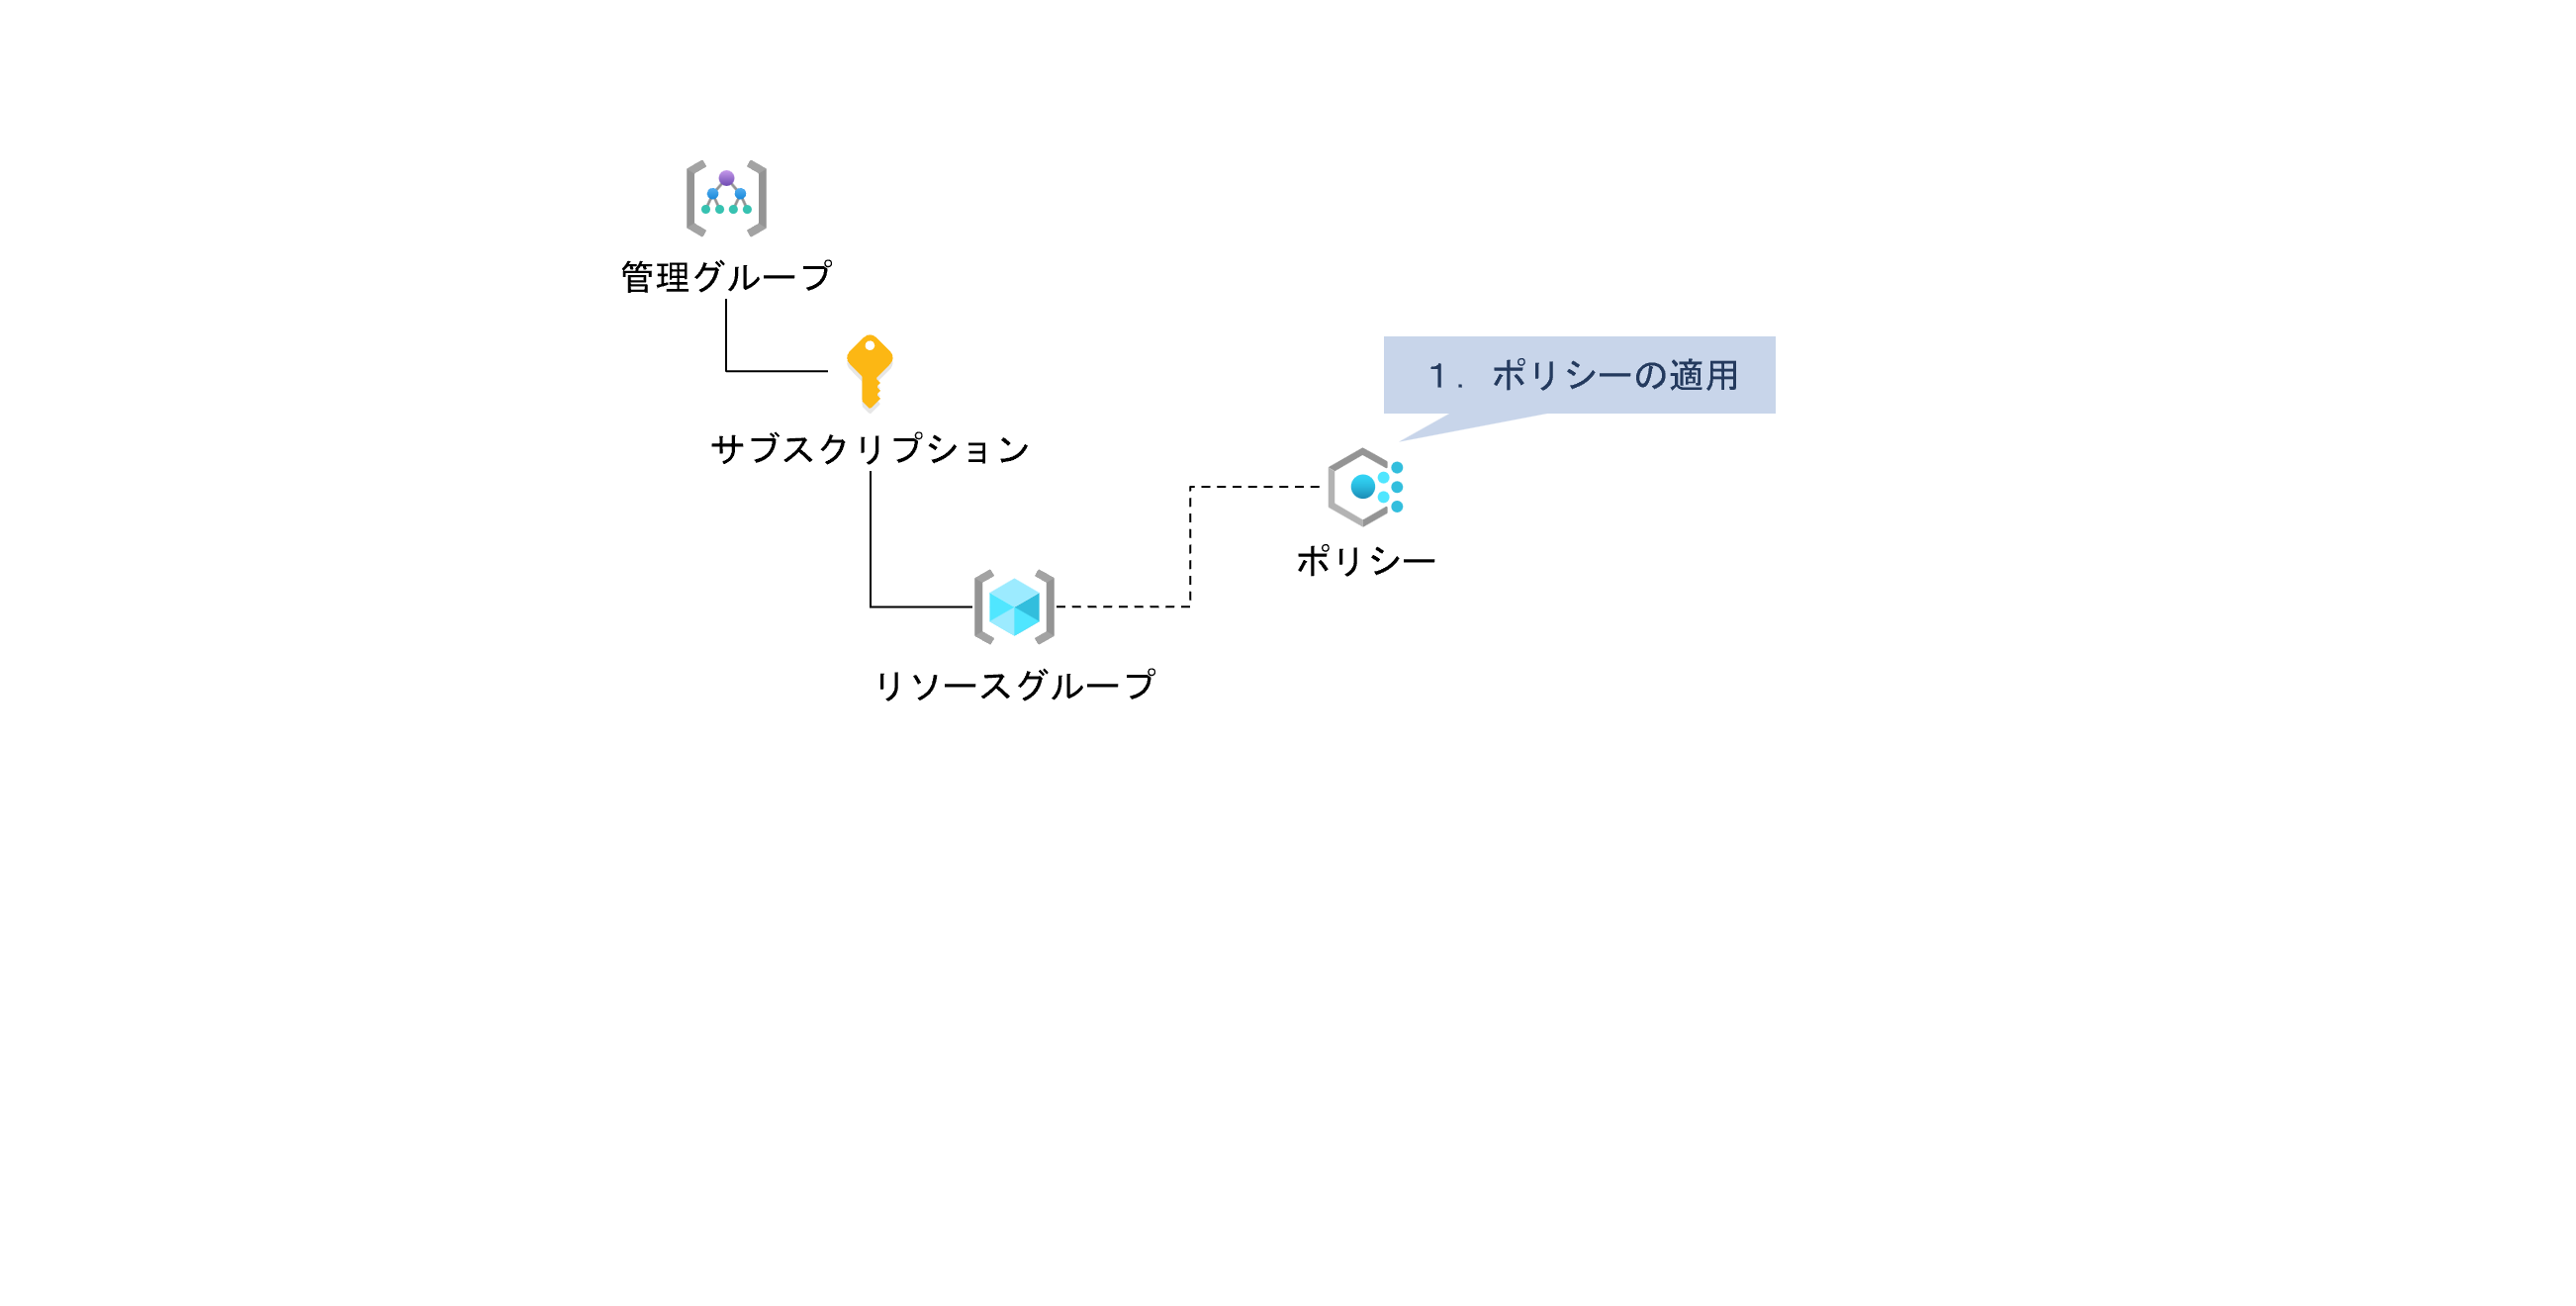 管理グループ
サブスクリプション
1. ポリシーの適用
ポリシー
リソースグループ